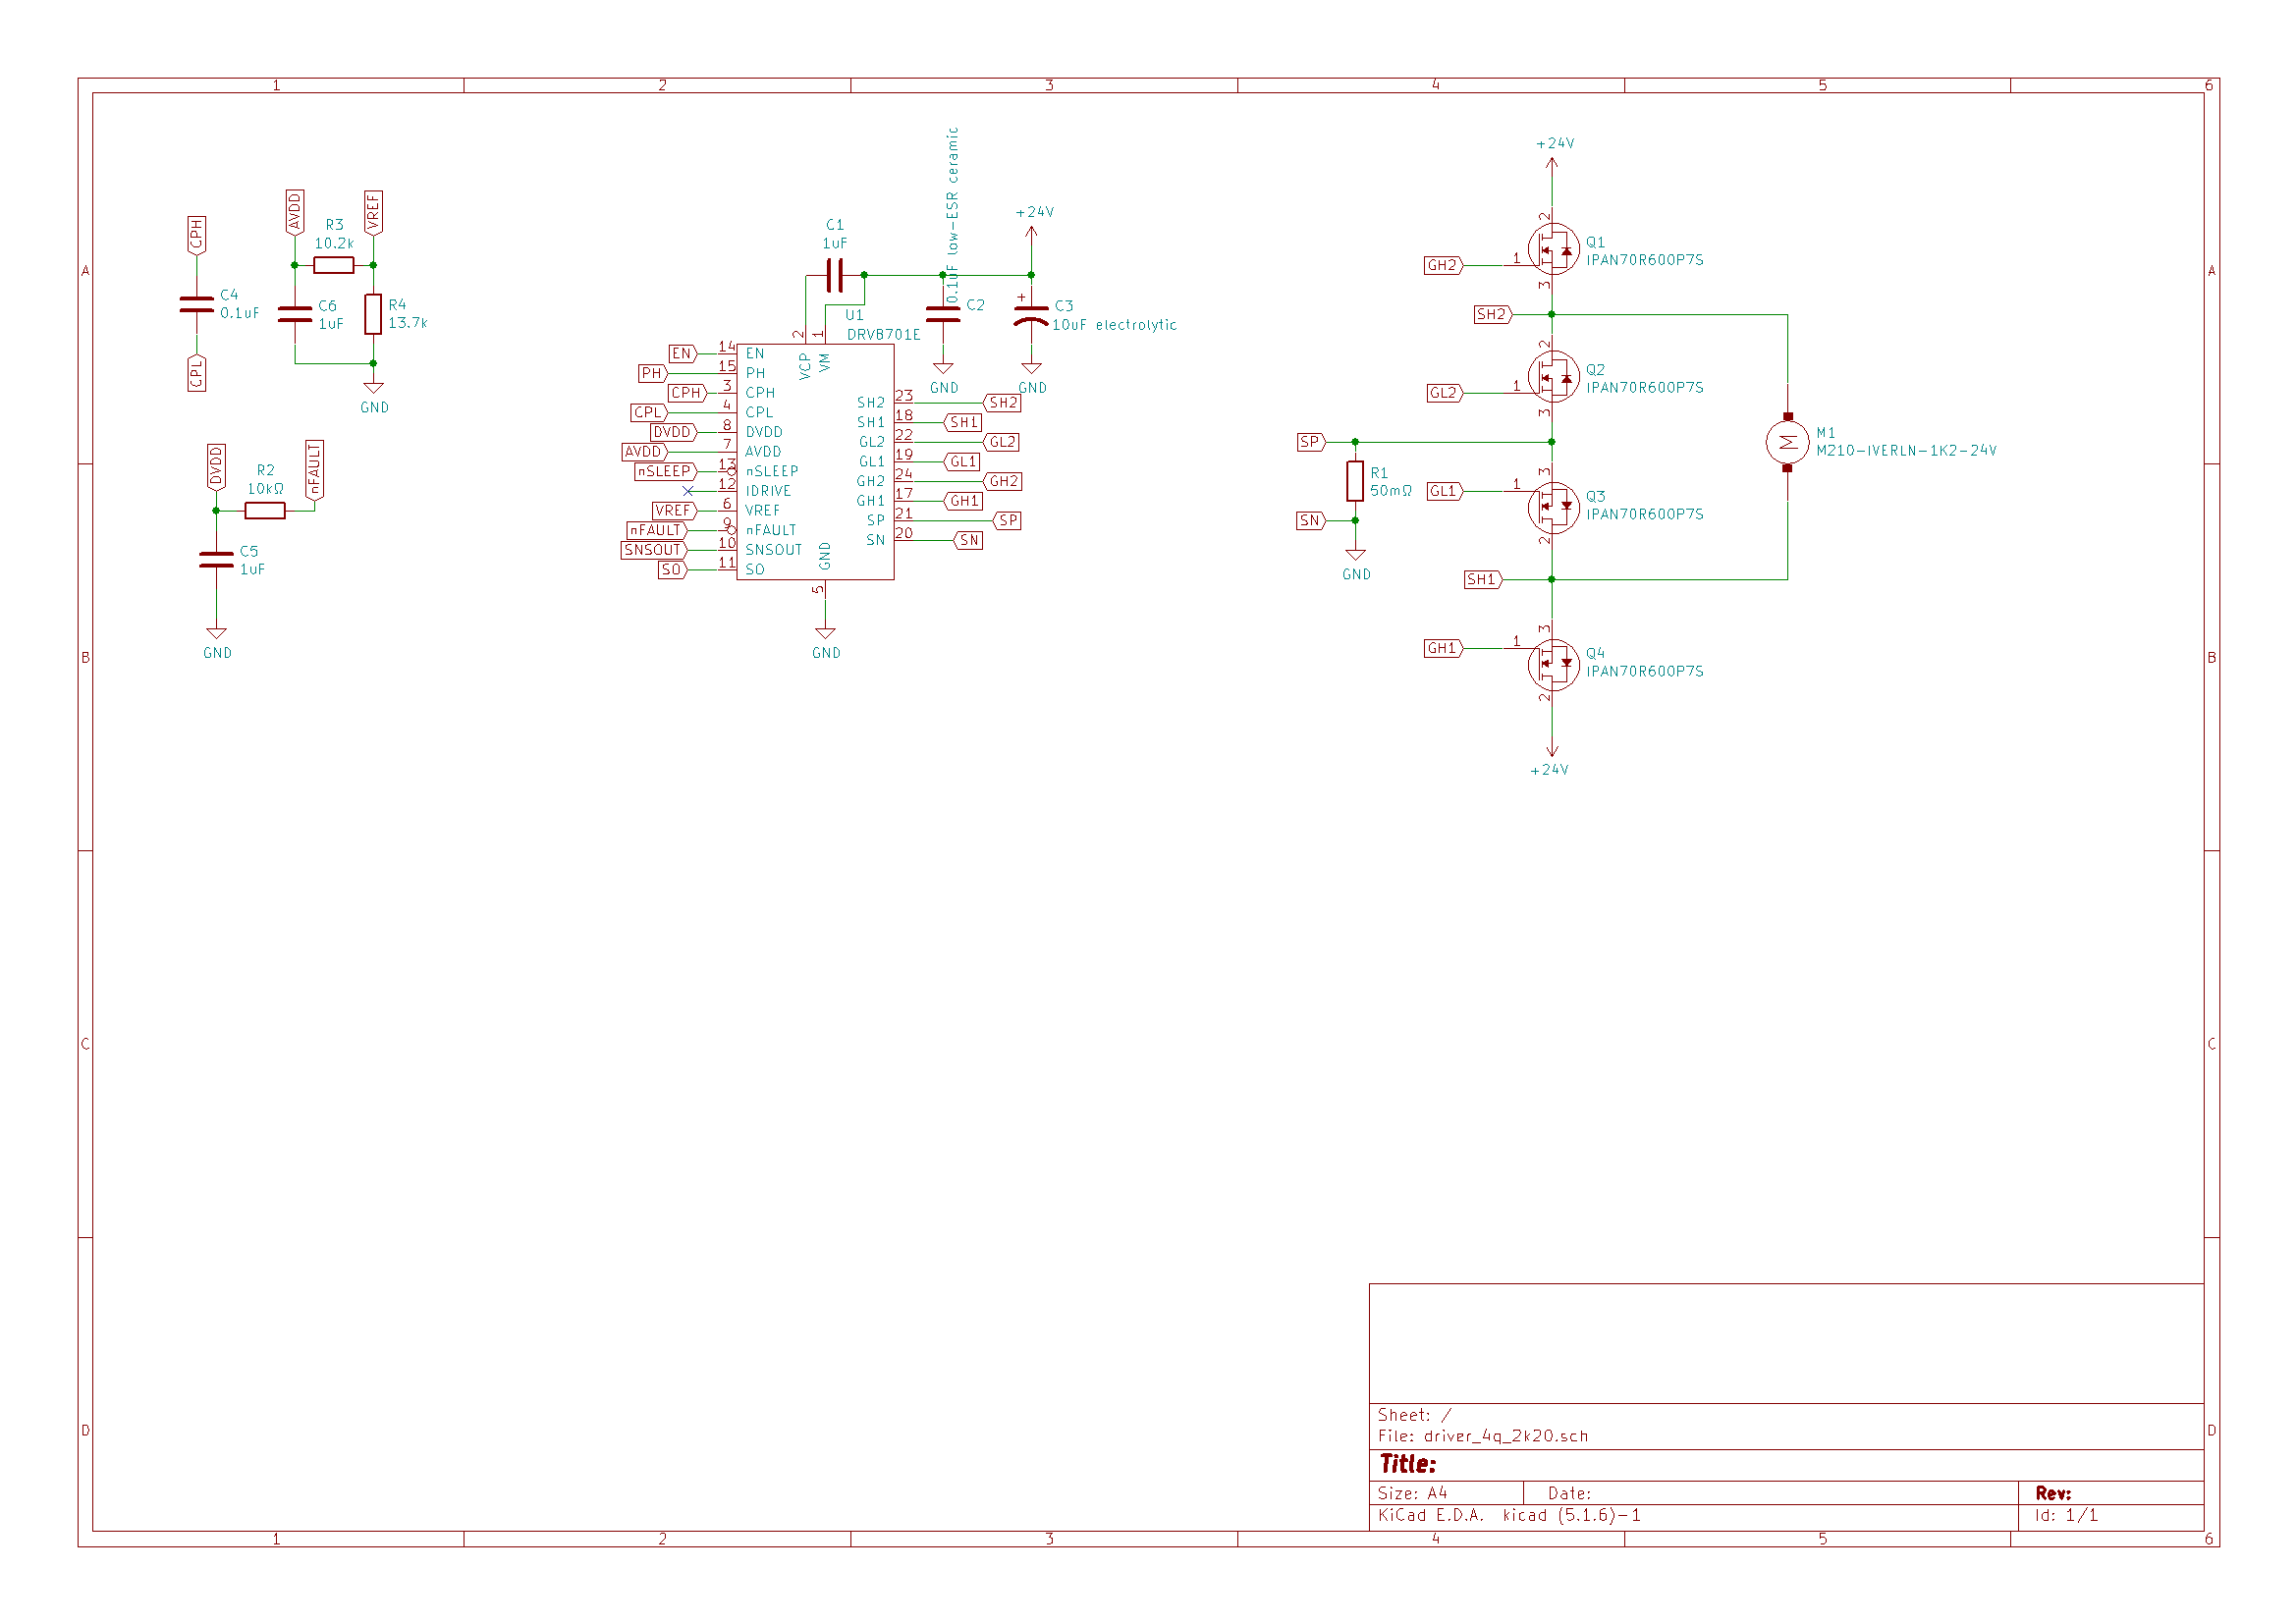 1 2 3 4 5 6
A
B
C
D
A
B
C
D
1 2 3 4 5 6
CPH
C4
0.1uF
CPL
AVDD
VREF
R3
10.2k
C6
1uF
R4
13.7k
GND
DVDD
nFAULT
R2
10kΩ
C5
1uF
GND
C1
1uF
0.1uF low-ESR ceramic
C2
GND
+24V
+
C3
10uF electrolytic
GND
U1
DRV8701E
2
1
VCP
VM
EN 14 EN
PH 15 PH
CPH 3 CPH
CPL 4 CPL
DVDD 8 DVDD
AVDD 7 AVDD
nSLEEP 13 nSLEEP
12 IDRIVE
VREF 6 VREF
nFAULT 9 nFAULT
SNSOUT 10 SNSOUT
SO 11 SO
SH2 23 SH2
SH1 18 SH1
GL2 22 GL2
GL1 19 GL1
GH2 24 GH2
GH1 17 GH1
SP 21 SP
SN 20 SN
GND
5
GND
+24V
2
Q1
IPAN70R600P7S
GH2 1
3
SH2
2
Q2
IPAN70R600P7S
GL2 1
3
SP
R1
50mΩ
SN
GND
3
GL1 1
Q3
IPAN70R600P7S
2
SH1
3
GH1 1
Q4
IPAN70R600P7S
2
+24V
M
M1
M210-IVERLN-1K2-24V
Sheet: /
File: driver_4q_2k20.sch
Title:
Size: A4 Date: Rev:
KiCad E.D.A. kicad (5.1.6)-1 Id: 1/1